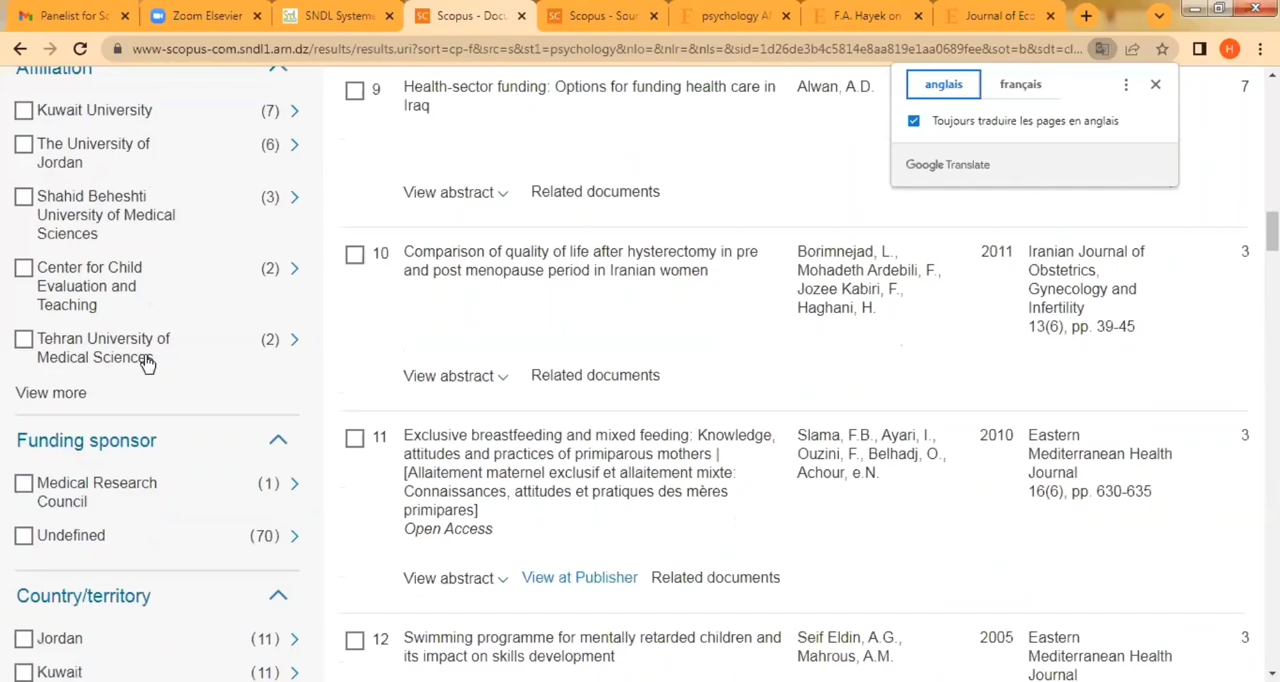 Panelist for Sc
Zoom Elsevier
SNDL Système
Scopus - Docu
Scopus - Sour
psychology A
F.A. Hayek on
Journal of Eco
www-scopus-com.sndl1.arn.dz/results/results.uri?sort=cp-f&src=s&st1=psychology&nlo=&nlr=&nls=&sid=1d26de3b4c5814e8aa819e1aa0689fee&sot=b&sdt=cl...
H
anglais
français
Toujours traduire les pages en anglais
Google Translate
Affiliation
Kuwait University (7)
The University of
Jordan
(6)
Shahid Beheshti
University of Medical
Sciences
(3)
Center for Child
Evaluation and
Teaching
(2)
Tehran University of
Medical Sciences
(2)
View more
Funding sponsor
Medical Research
Council
(1)
Undefined (70)
Country/territory
Jordan (11)
Kuwait (11)
9 Health-sector funding: Options for funding health care in
Iraq
Alwan, A.D.
7
View abstract Related documents
10 Comparison of quality of life after hysterectomy in pre
and post menopause period in Iranian women
Borimnejad, L.,
Mohadeth Ardebili, F.,
Jozee Kabiri, F.,
Haghani, H.
2011
Iranian Journal of
Obstetrics,
Gynecology and
Infertility
13(6), pp. 39-45
3
View abstract Related documents
11 Exclusive breastfeeding and mixed feeding: Knowledge,
attitudes and practices of primiparous mothers |
[Allaitement maternel exclusif et allaitement mixte:
Connaissances, attitudes et pratiques des mères
primipares]
Open Access
Slama, F.B., Ayari, I.,
Ouzini, F., Belhadj, O.,
Achour, e.N.
2010
Eastern
Mediterranean Health
Journal
16(6), pp. 630-635
3
View abstract View at Publisher Related documents
12 Swimming programme for mentally retarded children and
its impact on skills development
Seif Eldin, A.G.,
Mahrous, A.M.
2005
Eastern
Mediterranean Health
Journal
3